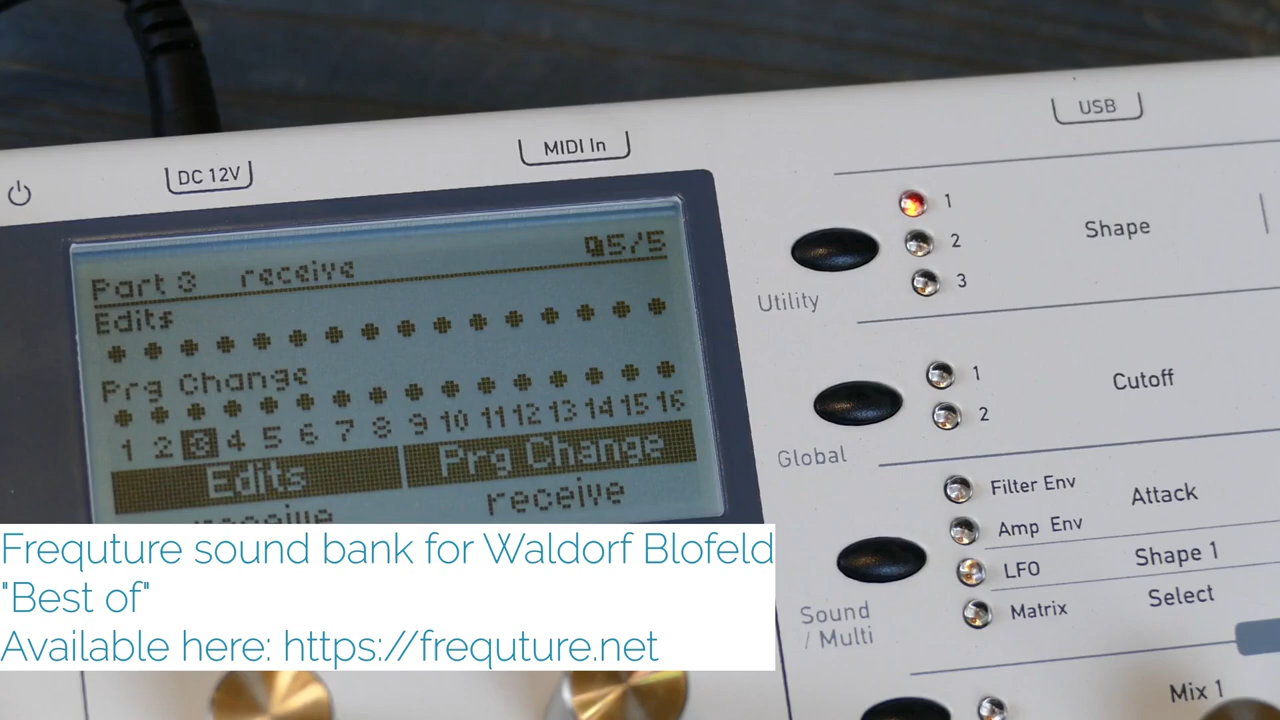 USB
MIDI In
DC 12V
Part 3 receive 5/5
Edits
Prg Change
1 2 3 4 5 6 7 8 9 10 11 12 13 14 15 16
Edits Prg Change
receive receive
1
2
3
Shape
Utility
1
2
Cutoff
Global
Filter Env
Attack
Amp Env
LFO
Shape 1
Matrix
Select
Sound
/ Multi
Mix 1
Frequture sound bank for Waldorf Blofeld
"Best of"
Available here: https://frequture.net